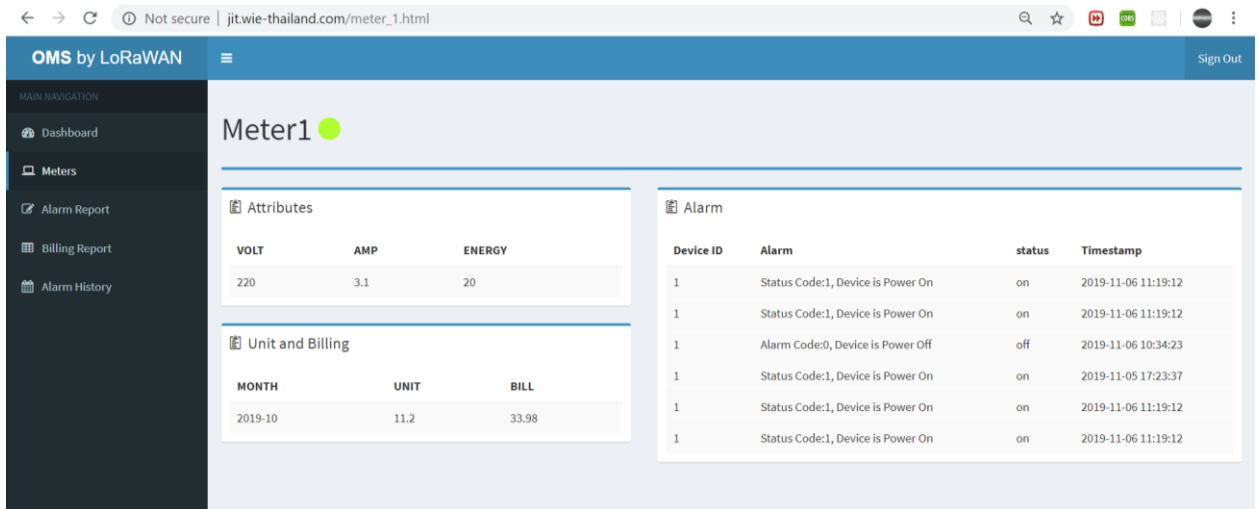 Not secure | jit.wie-thailand.com/meter_1.html
CORS
OMS by LoRaWAN
Sign Out
MAIN NAVIGATION
Dashboard
Meters
Alarm Report
Billing Report
Alarm History
Meter1
Attributes
VOLT AMP ENERGY
220 3.1 20
Unit and Billing
MONTH UNIT BILL
2019-10 11.2 33.98
Alarm
Device ID Alarm status Timestamp
1 Status Code:1, Device is Power On on 2019-11-06 11:19:12
1 Status Code:1, Device is Power On on 2019-11-06 11:19:12
1 Alarm Code:0, Device is Power Off off 2019-11-06 10:34:23
1 Status Code:1, Device is Power On on 2019-11-05 17:23:37
1 Status Code:1, Device is Power On on 2019-11-06 11:19:12
1 Status Code:1, Device is Power On on 2019-11-06 11:19:12